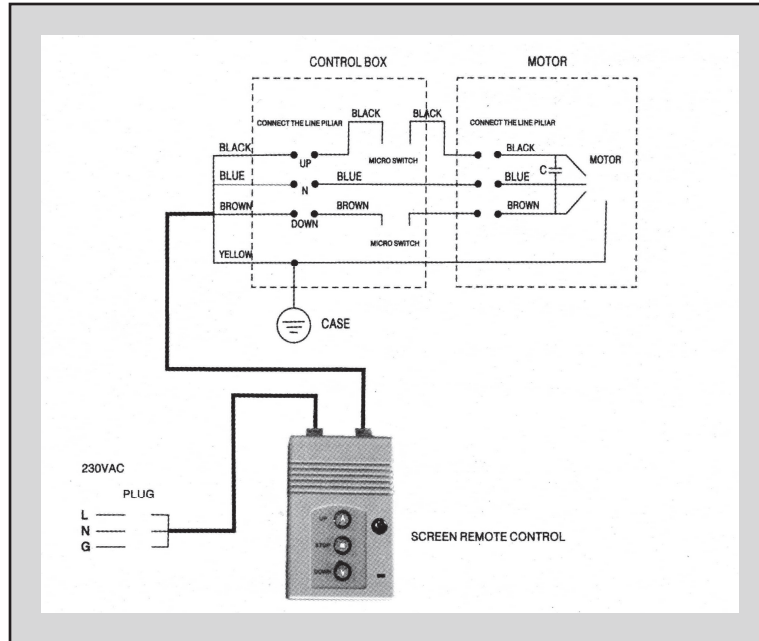 CONTROL BOX
MOTOR
BLACK
BLACK
CONNECT THE LINE PILIAR
CONNECT THE LINE PILIAR
BLACK
UP
MICRO SWITCH
BLACK
C
MOTOR
BLUE
N
BLUE
BLUE
BROWN
DOWN
BROWN
BROWN
MICRO SWITCH
YELLOW
CASE
230VAC
PLUG
L
N
G
UP
STOP
DOWN
SCREEN REMOTE CONTROL